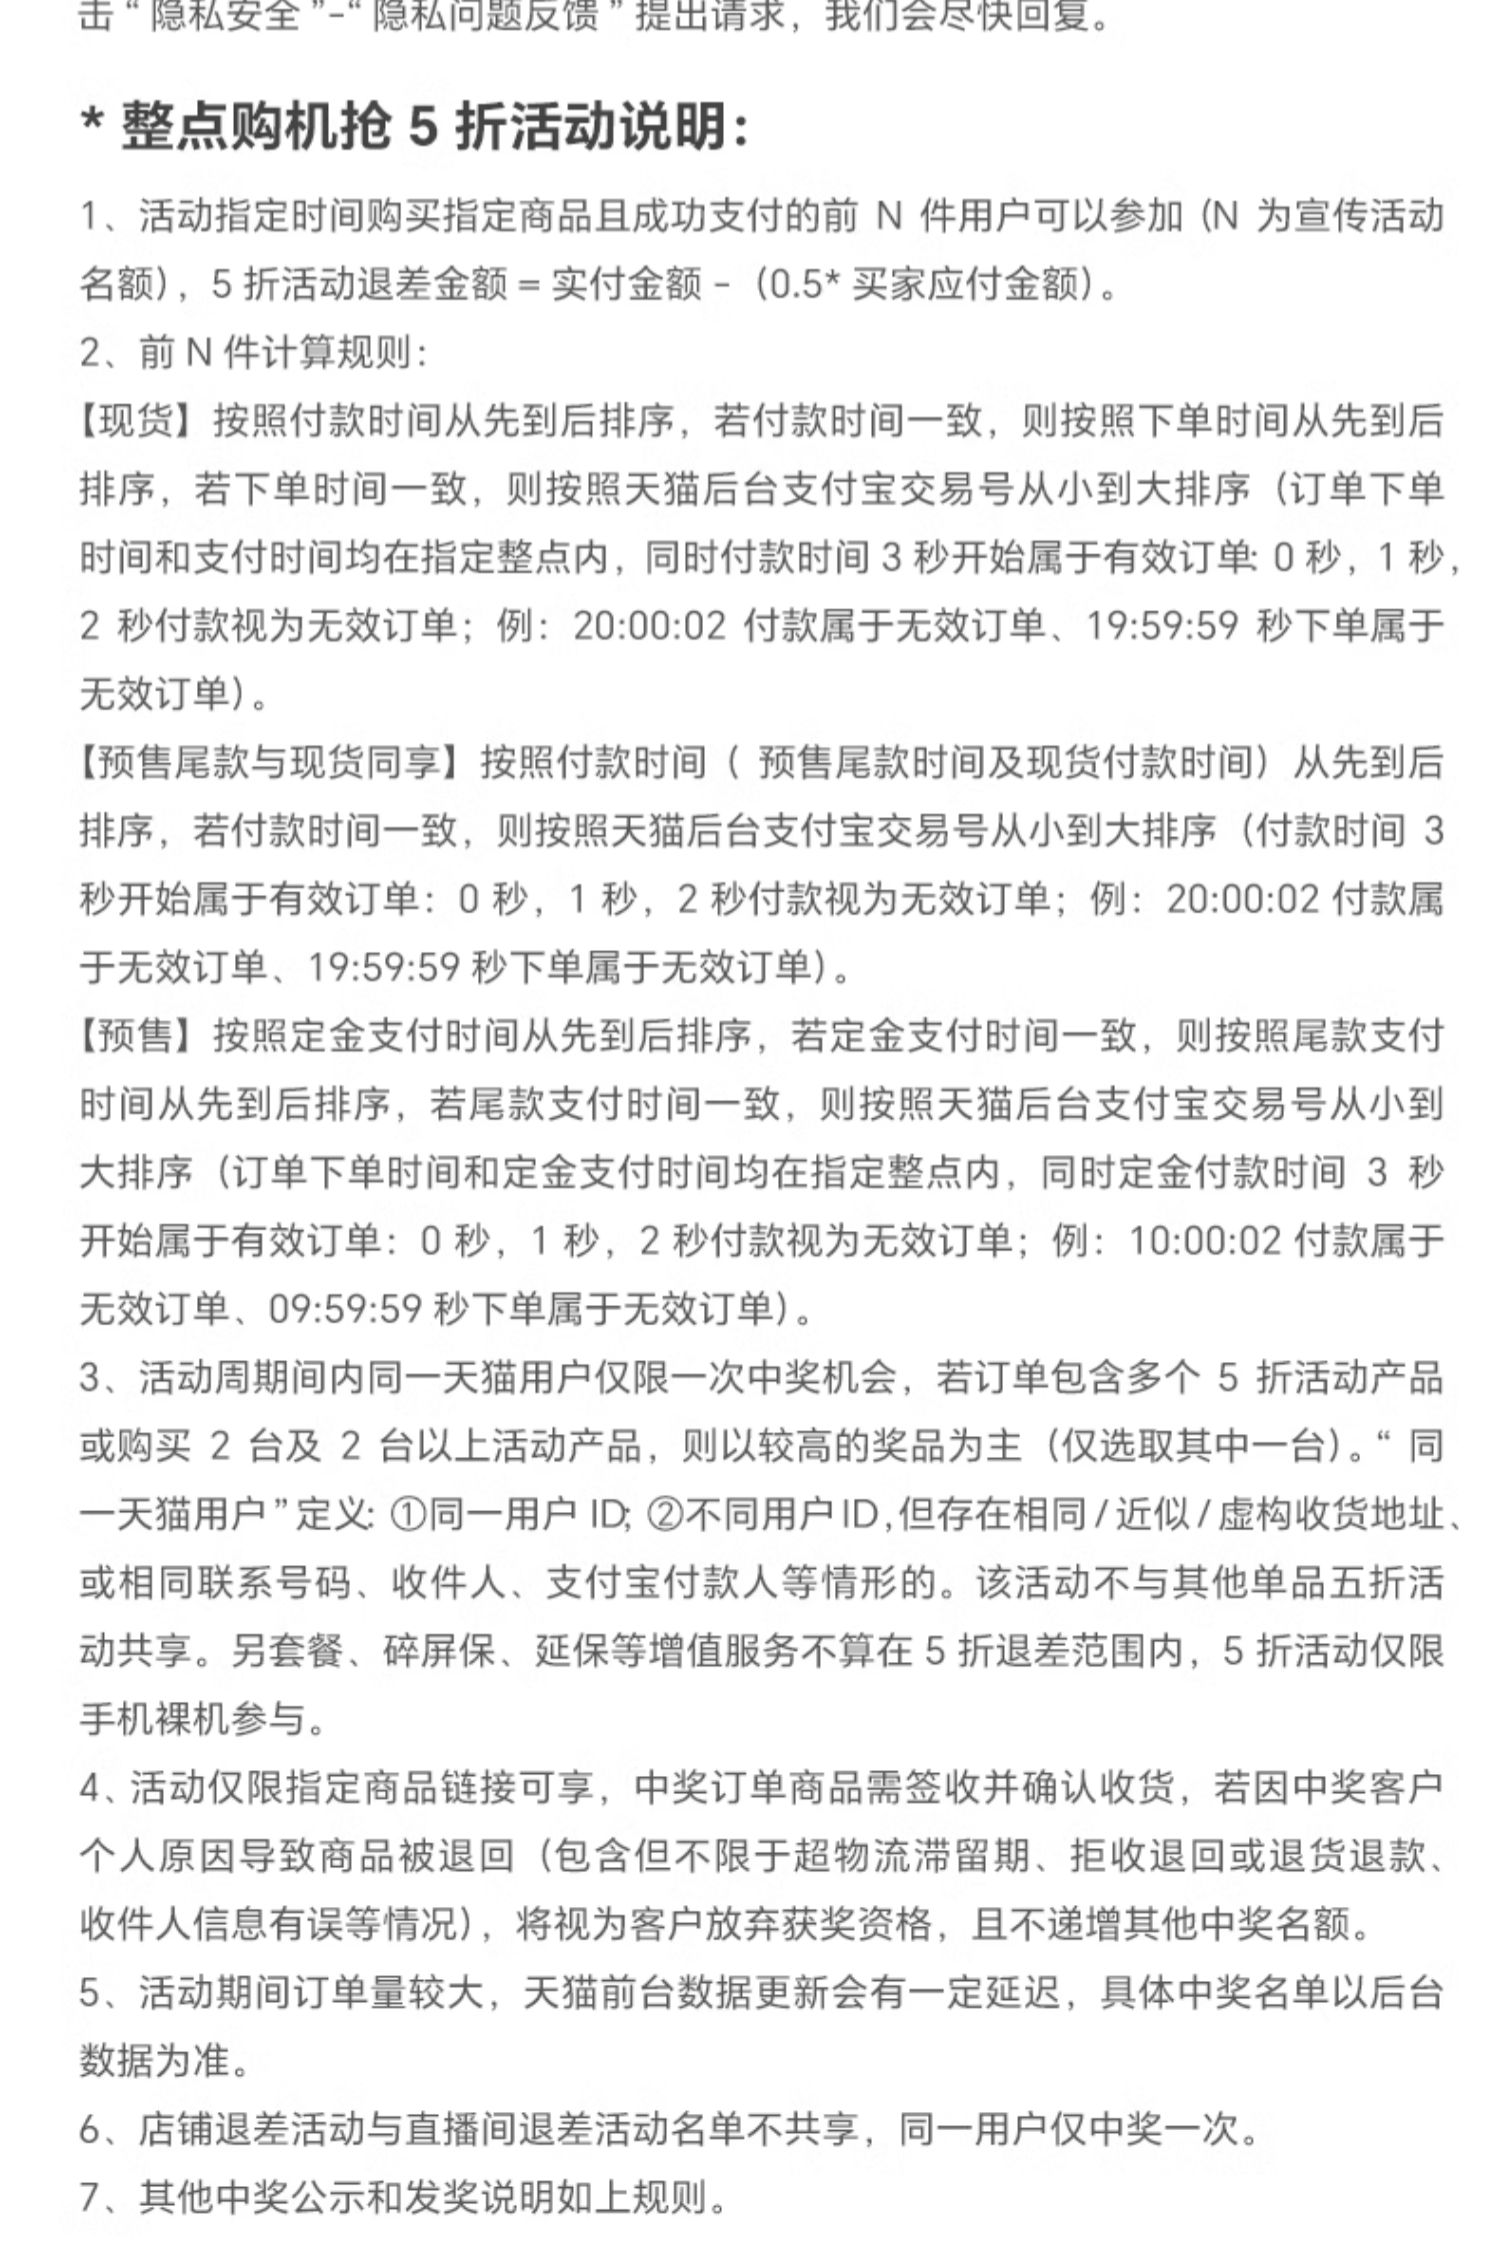 击“ 隐私安全 ”-“ 隐私问题反馈 ” 提出请求，我们会尽快回复。
* 整点购机抢 5 折活动说明：
1、活动指定时间购买指定商品且成功支付的前 N 件用户可以参加 (N 为宣传活动
名额)，5 折活动退差金额 = 实付金额 -（0.5* 买家应付金额）。
2、前 N 件计算规则：
【现货】按照付款时间从先到后排序，若付款时间一致，则按照下单时间从先到后
排序，若下单时间一致，则按照天猫后台支付宝交易号从小到大排序（订单下单
时间和支付时间均在指定整点内，同时付款时间 3 秒开始属于有效订单: 0 秒，1 秒，
2 秒付款视为无效订单；例：20:00:02 付款属于无效订单、19:59:59 秒下单属于
无效订单）。
【预售尾款与现货同享】按照付款时间（ 预售尾款时间及现货付款时间）从先到后
排序，若付款时间一致，则按照天猫后台支付宝交易号从小到大排序（付款时间 3
秒开始属于有效订单：0 秒，1 秒，2 秒付款视为无效订单；例：20:00:02 付款属
于无效订单、19:59:59 秒下单属于无效订单）。
【预售】按照定金支付时间从先到后排序，若定金支付时间一致，则按照尾款支付
时间从先到后排序，若尾款支付时间一致，则按照天猫后台支付宝交易号从小到
大排序（订单下单时间和定金支付时间均在指定整点内，同时定金付款时间 3 秒
开始属于有效订单：0 秒，1 秒，2 秒付款视为无效订单；例：10:00:02 付款属于
无效订单、09:59:59 秒下单属于无效订单）。
3、活动周期间内同一天猫用户仅限一次中奖机会，若订单包含多个 5 折活动产品
或购买 2 台及 2 台以上活动产品，则以较高的奖品为主（仅选取其中一台）。“ 同
一天猫用户 ” 定义: ①同一用户 ID; ②不同用户 ID,但存在相同 / 近似 / 虚构收货地址、
或相同联系号码、收件人、支付宝付款人等情形的。该活动不与其他单品五折活
动共享。另套餐、碎屏保、延保等增值服务不算在 5 折退差范围内，5 折活动仅限
手机裸机参与。
4、活动仅限指定商品链接可享，中奖订单商品需签收并确认收货，若因中奖客户
个人原因导致商品被退回（包含但不限于超物流滞留期、拒收退回或退货退款、
收件人信息有误等情况），将视为客户放弃获奖资格，且不递增其他中奖名额。
5、活动期间订单量较大，天猫前台数据更新会有一定延迟，具体中奖名单以后台
数据为准。
6、店铺退差活动与直播间退差活动名单不共享，同一用户仅中奖一次。
7、其他中奖公示和发奖说明如上规则。